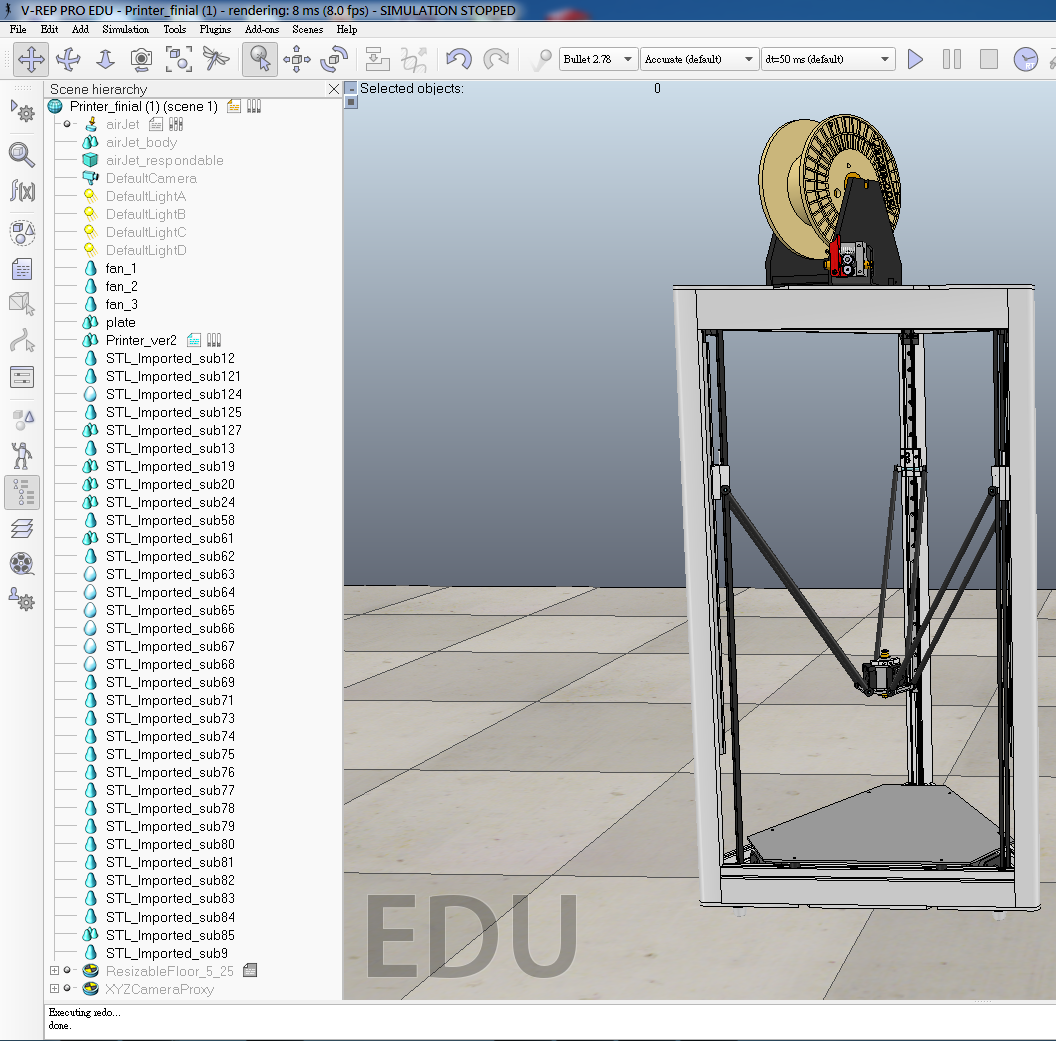 V-REP PRO EDU - Printer_finial (1) - rendering: 8 ms (8.0 fps) - SIMULATION STOPPED
File Edit Add Simulation Tools Plugins Add-ons Scenes Help
Bullet 2.78 Accurate (default) dt=50 ms (default) RT
Scene hierarchy
Selected objects: 0
Printer_finial (1) (scene 1)
airJet
airJet_body
airJet_respondable
DefaultCamera
DefaultLightA
DefaultLightB
DefaultLightC
DefaultLightD
fan_1
fan_2
fan_3
plate
Printer_ver2
STL_Imported_sub12
STL_Imported_sub121
STL_Imported_sub124
STL_Imported_sub125
STL_Imported_sub127
STL_Imported_sub13
STL_Imported_sub19
STL_Imported_sub20
STL_Imported_sub24
STL_Imported_sub58
STL_Imported_sub61
STL_Imported_sub62
STL_Imported_sub63
STL_Imported_sub64
STL_Imported_sub65
STL_Imported_sub66
STL_Imported_sub67
STL_Imported_sub68
STL_Imported_sub69
STL_Imported_sub71
STL_Imported_sub73
STL_Imported_sub74
STL_Imported_sub75
STL_Imported_sub76
STL_Imported_sub77
STL_Imported_sub78
STL_Imported_sub79
STL_Imported_sub80
STL_Imported_sub81
STL_Imported_sub82
STL_Imported_sub83
STL_Imported_sub84
STL_Imported_sub85
STL_Imported_sub9
ResizableFloor_5_25
XYZCameraProxy
f(x)
EDU
Executing redo...
done.